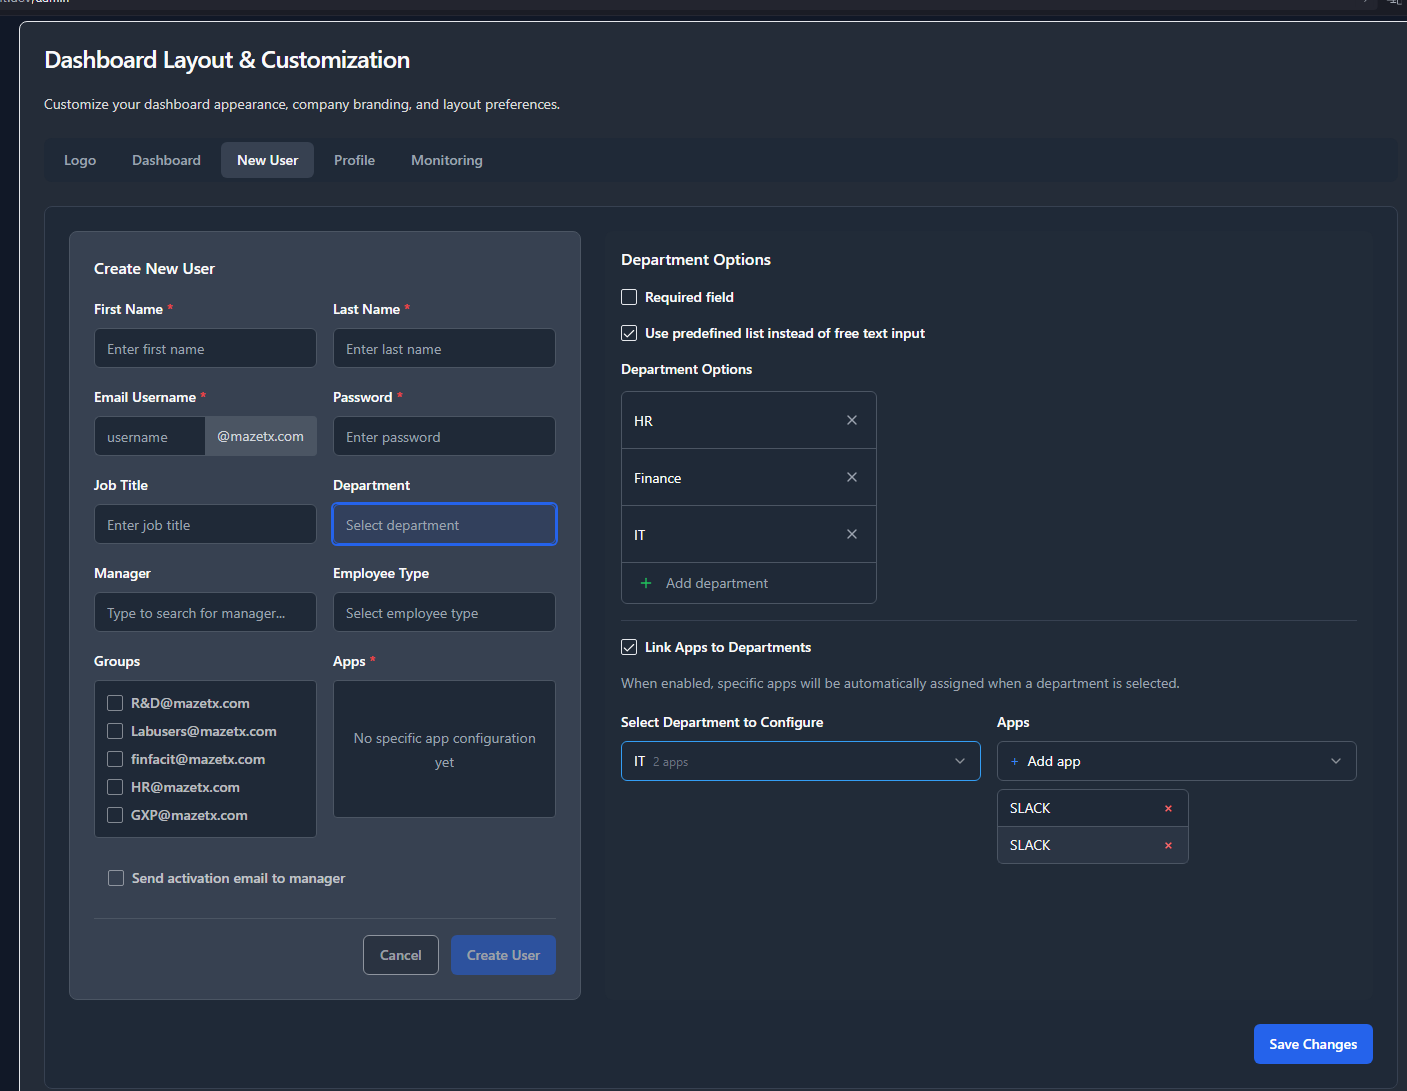 Dashboard Layout & Customization
Customize your dashboard appearance, company branding, and layout preferences.
Logo
Dashboard
New User
Profile
Monitoring
Create New User
First Name *
Last Name *
Enter first name
Enter last name
Email Username *
Password *
username
@mazetx.com
Enter password
Job Title
Department
Enter job title
Select department
Manager
Employee Type
Type to search for manager...
Select employee type
Groups
Apps *
R&D@mazetx.com
Labusers@mazetx.com
finfacit@mazetx.com
HR@mazetx.com
GXP@mazetx.com
No specific app configuration
yet
Send activation email to manager
Cancel
Create User
Department Options
Required field
Use predefined list instead of free text input
Department Options
HR
Finance
IT
+ Add department
Link Apps to Departments
When enabled, specific apps will be automatically assigned when a department is selected.
Select Department to Configure
Apps
IT 2 apps
+ Add app
SLACK
SLACK
Save Changes